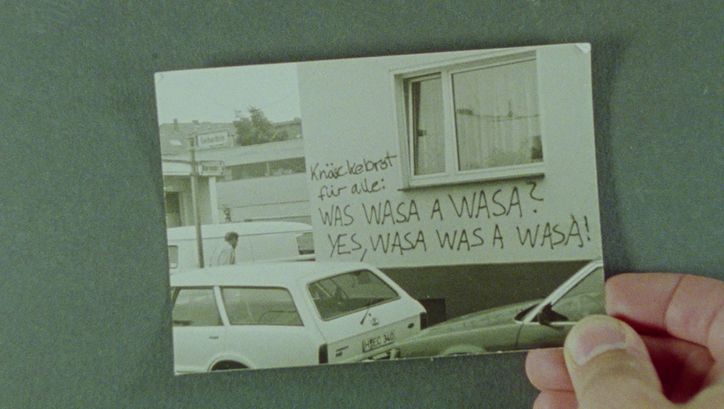 Knäckebrot
für alle:
WAS WASA A WASA?
YES, WASA WAS A WASA!